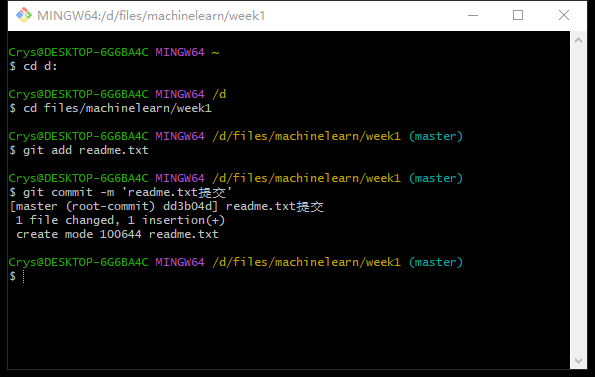 MINGW64:/d/files/machinelearn/week1
Crys@DESKTOP-6G6BA4C MINGW64 ~
$ cd d:
Crys@DESKTOP-6G6BA4C MINGW64 /d
$ cd files/machinelearn/week1
Crys@DESKTOP-6G6BA4C MINGW64 /d/files/machinelearn/week1 (master)
$ git add readme.txt
Crys@DESKTOP-6G6BA4C MINGW64 /d/files/machinelearn/week1 (master)
$ git commit -m 'readme.txt提交'
[master (root-commit) dd3b04d] readme.txt提交
1 file changed, 1 insertion(+)
create mode 100644 readme.txt
Crys@DESKTOP-6G6BA4C MINGW64 /d/files/machinelearn/week1 (master)
$